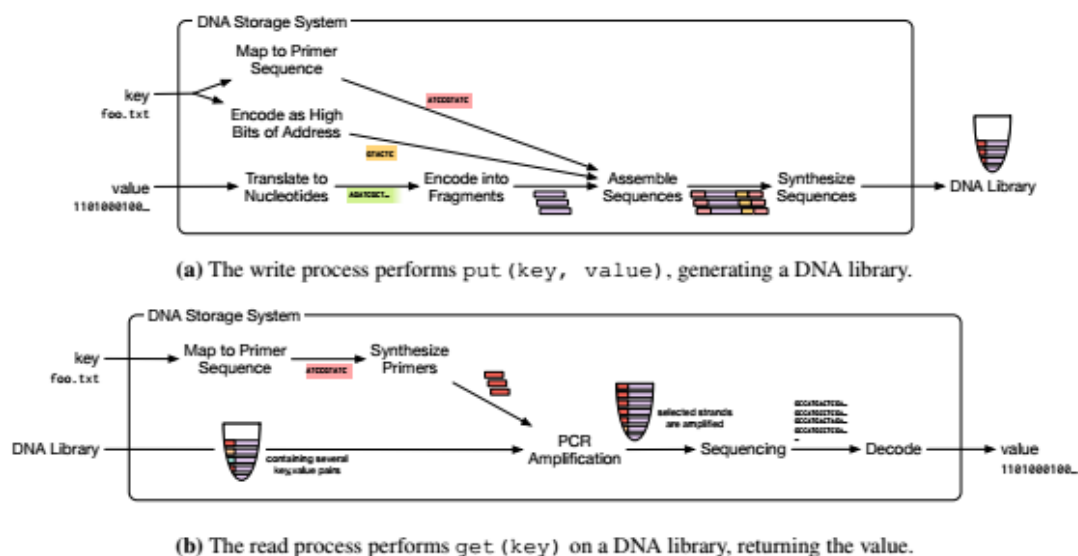 DNA Storage System
Map to Primer
Sequence
key
foo.txt
ATCCGTATC
Encode as High
Bits of Address
GTACTC
value
1101000100…
Translate to
Nucleotides
Encode into
Fragments
Assemble
Sequences
Synthesize
Sequences
DNA Library
(a) The write process performs put(key, value), generating a DNA library.
DNA Storage System
key
foo.txt
Map to Primer
Sequence
Synthesize
Primers
DNA Library
containing several
key,value pairs
PCR
Amplification
selected strands
are amplified
Sequencing
Decode
value
1101000100…
(b) The read process performs get(key) on a DNA library, returning the value.